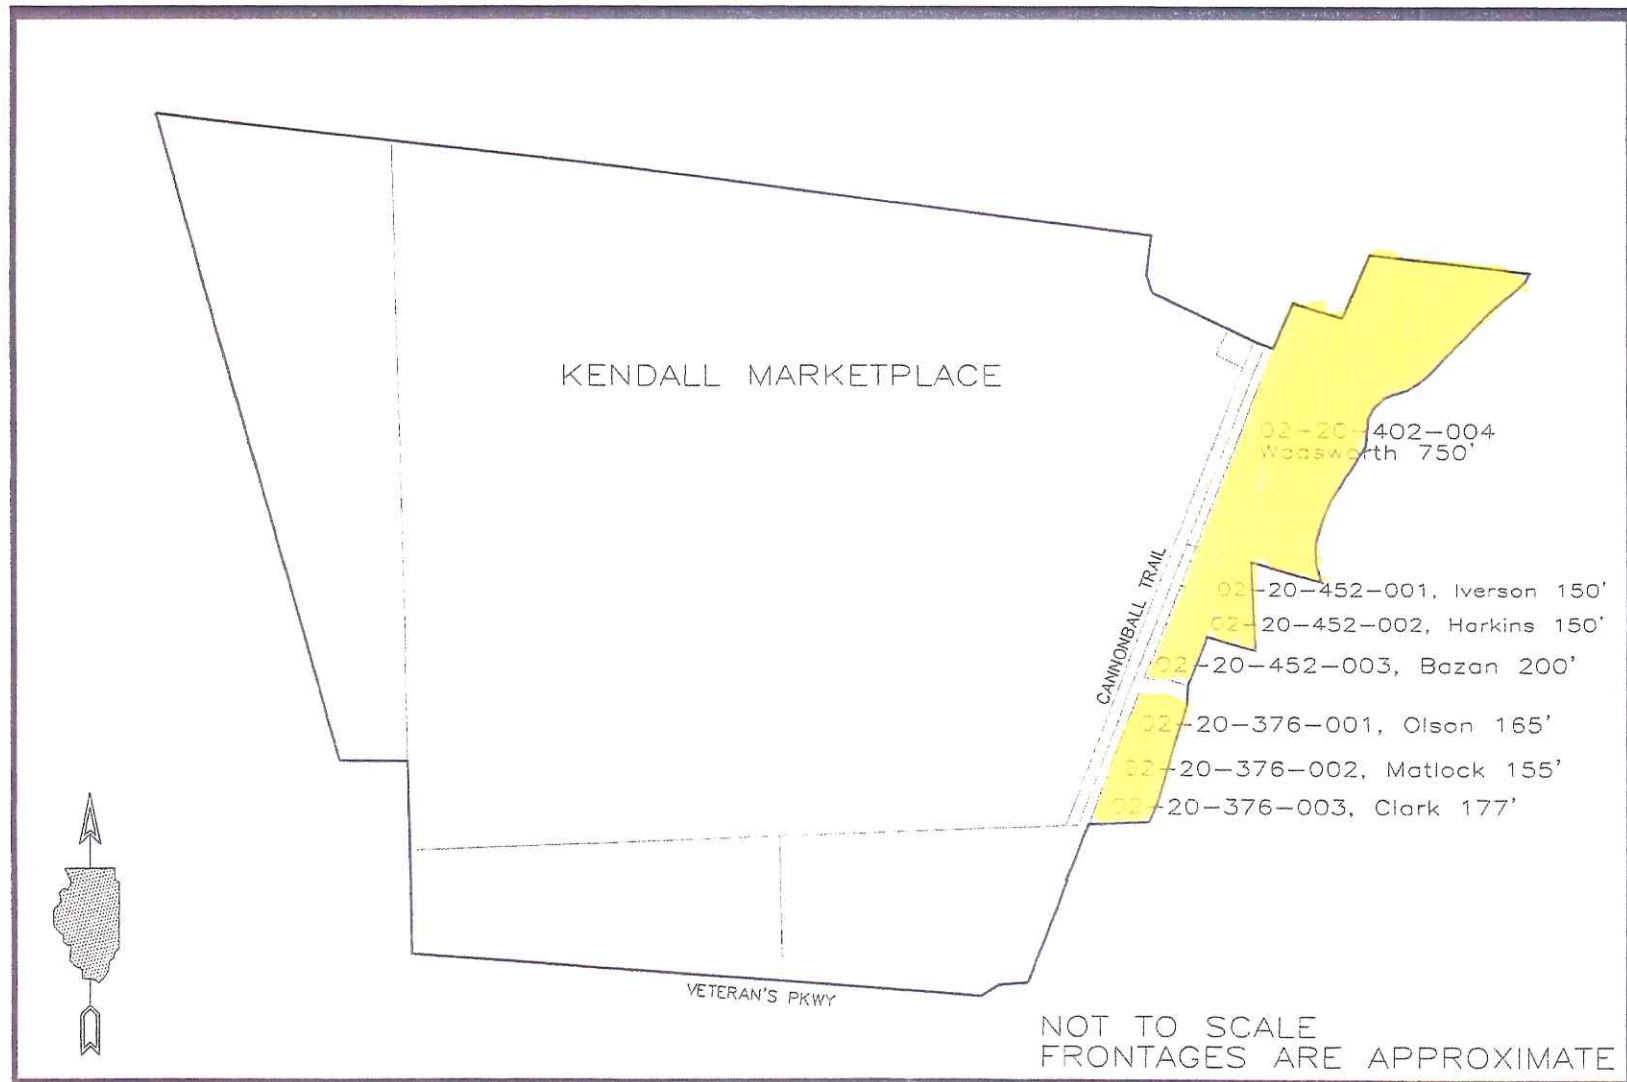 KENDALL MARKETPLACE
02-20-402-004
Wadsworth 750'
CANNONBALL TRAIL
02-20-452-001, Iverson 150'
02-20-452-002, Harkins 150'
02-20-452-003, Bazan 200'
02-20-376-001, Olson 165'
02-20-376-002, Matlock 155'
02-20-376-003, Clark 177'
VETERAN'S PKWY
NOT TO SCALE
FRONTAGES ARE APPROXIMATE